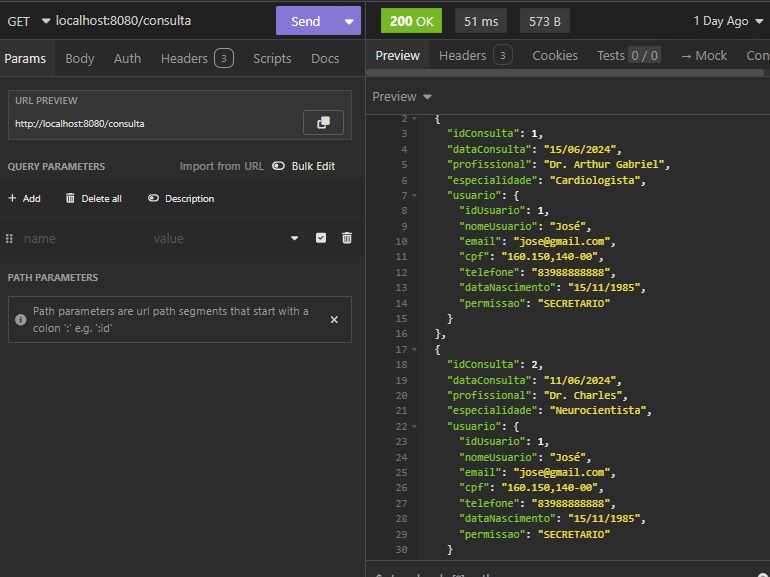 GET localhost:8080/consulta Send
Params Body Auth Headers 3 Scripts Docs
URL PREVIEW
http://localhost:8080/consulta
QUERY PARAMETERS Import from URL Bulk Edit
+ Add Delete all Description
name value
PATH PARAMETERS
Path parameters are url path segments that start with a
colon ':' e.g. ':id'
200 OK 51 ms 573 B 1 Day Ago
Preview Headers 3 Cookies Tests 0 / 0 → Mock Con
Preview
2 {
3 "idConsulta": 1,
4 "dataConsulta": "15/06/2024",
5 "profissional": "Dr. Arthur Gabriel",
6 "especialidade": "Cardiologista",
7 "usuario": {
8 "idUsuario": 1,
9 "nomeUsuario": "José",
10 "email": "jose@gmail.com",
11 "cpf": "160.150,140-00",
12 "telefone": "83988888888",
13 "dataNascimento": "15/11/1985",
14 "permissao": "SECRETARIO"
15 }
16 },
17 {
18 "idConsulta": 2,
19 "dataConsulta": "11/06/2024",
20 "profissional": "Dr. Charles",
21 "especialidade": "Neurocientista",
22 "usuario": {
23 "idUsuario": 1,
24 "nomeUsuario": "José",
25 "email": "jose@gmail.com",
26 "cpf": "160.150,140-00",
27 "telefone": "83988888888",
28 "dataNascimento": "15/11/1985",
29 "permissao": "SECRETARIO"
30 }